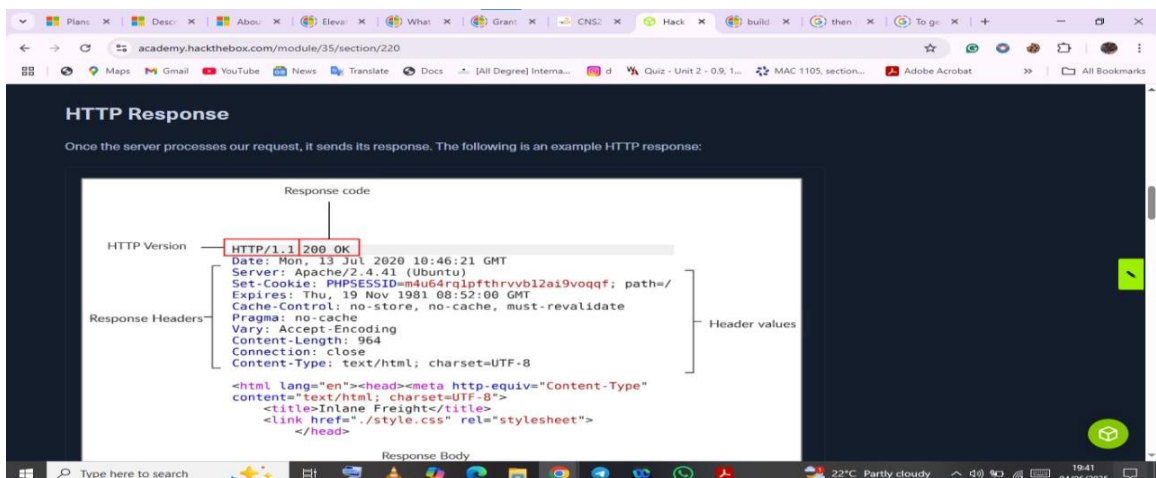 Plans
Descr
Abou
Eleva
What
Grant
CNS2
Hack
build
then
To ge
academy.hackthebox.com/module/35/section/220
Maps
Gmail
YouTube
News
Translate
Docs
[All Degree] Interna...
d
Quiz - Unit 2 - 0.9, 1...
MAC 1105, section...
Adobe Acrobat
All Bookmarks
HTTP Response
Once the server processes our request, it sends its response. The following is an example HTTP response:
Response code
HTTP Version
HTTP/1.1 200 OK
Date: Mon, 13 Jul 2020 10:46:21 GMT
Server: Apache/2.4.41 (Ubuntu)
Set-Cookie: PHPSESSID=m4u64rqlpfthrvvb12ai9voqqf; path=/
Expires: Thu, 19 Nov 1981 08:52:00 GMT
Cache-Control: no-store, no-cache, must-revalidate
Response Headers
Pragma: no-cache
Header values
Vary: Accept-Encoding
Content-Length: 964
Connection: close
Content-Type: text/html; charset=UTF-8
<html lang="en"><head><meta http-equiv="Content-Type"
content="text/html; charset=UTF-8">
<title>Inlane Freight</title>
<link href="./style.css" rel="stylesheet">
</head>
Response Body
Type here to search
22°C Partly cloudy
19:41
04/06/2025